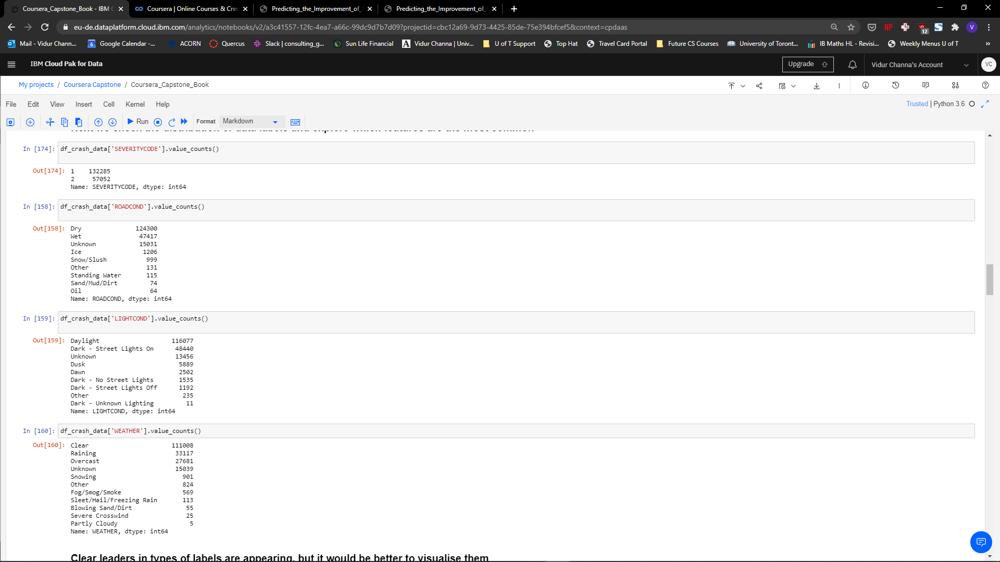 Coursera_Capstone_Book - IBM C
Coursera | Online Courses & Cre
Predicting_the_Improvement_of_
Predicting_the_Improvement_of_
eu-de.dataplatform.cloud.ibm.com/analytics/notebooks/v2/a3c41557-12fc-4ea7-a66c-99dc9d7b7d09?projectid=cbc12a69-9d73-4425-85de-75e394bfcef5&context=cpdaas
NP
12
V
Mail - Vidur Chann...
6
Google Calendar -...
ACORN
Quercus
Slack | consulting_g...
Sun Life Financial
Vidur Channa | Univ...
U of T Support
Top Hat
Travel Card Portal
Future CS Courses
University of Toront...
IB Maths HL - Revisi...
Weekly Menus U of T
»
IBM Cloud Pak for Data
Upgrade
Vidur Channa's Account
VC
My projects / Coursera Capstone / Coursera_Capstone_Book
File Edit View Insert Cell Kernel Help
Trusted | Python 3.6
Run
Format
Markdown
In [174]: df_crash_data['SEVERITYCODE'].value_counts()
Out[174]: 1 132285
2 57052
Name: SEVERITYCODE, dtype: int64
In [158]: df_crash_data['ROADCOND'].value_counts()
Out[158]: Dry 124300
Wet 47417
Unknown 15031
Ice 1206
Snow/Slush 999
Other 131
Standing Water 115
Sand/Mud/Dirt 74
Oil 64
Name: ROADCOND, dtype: int64
In [159]: df_crash_data['LIGHTCOND'].value_counts()
Out[159]: Daylight 116077
Dark - Street Lights On 48440
Unknown 13456
Dusk 5889
Dawn 2502
Dark - No Street Lights 1535
Dark - Street Lights Off 1192
Other 235
Dark - Unknown Lighting 11
Name: LIGHTCOND, dtype: int64
In [160]: df_crash_data['WEATHER'].value_counts()
Out[160]: Clear 111008
Raining 33117
Overcast 27681
Unknown 15039
Snowing 901
Other 824
Fog/Smog/Smoke 569
Sleet/Hail/Freezing Rain 113
Blowing Sand/Dirt 55
Severe Crosswind 25
Partly Cloudy 5
Name: WEATHER, dtype: int64
Clear leaders in types of labels are appearing, but it would be better to visualise them